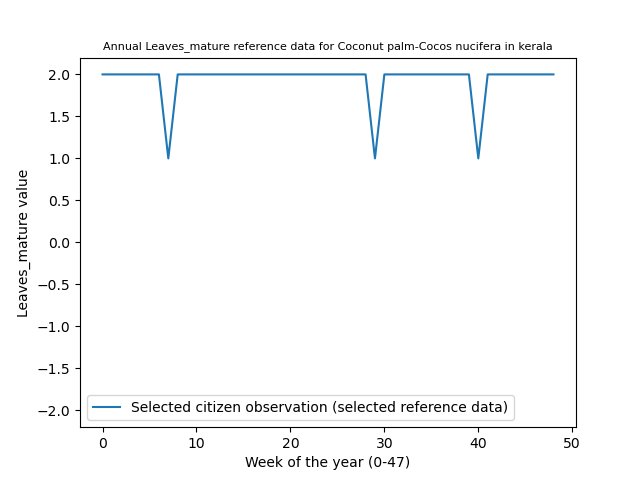 Annual Leaves_mature reference data for Coconut palm-Cocos nucifera in kerala
2.0
1.5
1.0
0.5
0.0
−0.5
−1.0
−1.5
−2.0
Leaves_mature value
Selected citizen observation (selected reference data)
0 10 20 30 40 50
Week of the year (0-47)